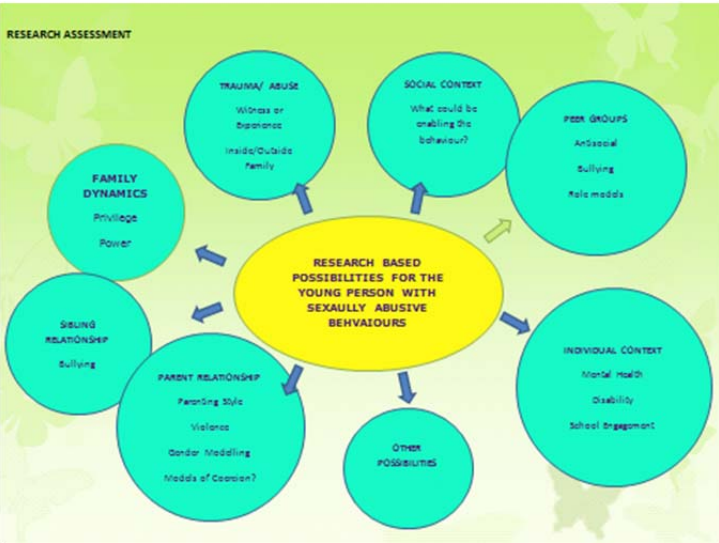 RESEARCH ASSESSMENT
TRAUMA/ ABUSE
Witness or
Experience
Inside/Outside
Family
SOCIAL CONTEXT
What could be
enabling the
behaviour?
PEER GROUPS
Antisocial
Bullying
Role models
FAMILY
DYNAMICS
Privilege
Power
RESEARCH BASED
POSSIBILITIES FOR THE
YOUNG PERSON WITH
SEXAULLY ABUSIVE
BEHVAIOURS
SIBLING
RELATIONSHIP
Bullying
PARENT RELATIONSHIP
Parenting Style
Violence
Gender Modelling
Models of Coercion?
OTHER
POSSIBILITIES
INDIVIDUAL CONTEXT
Mental Health
Disability
School Engagement